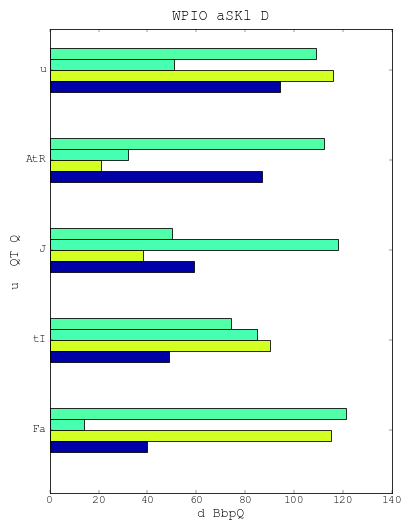 WPIO aSKl D
u
AtR
J
tI
Fa
u QT Q
0 20 40 60 80 100 120 140
d BbpQ